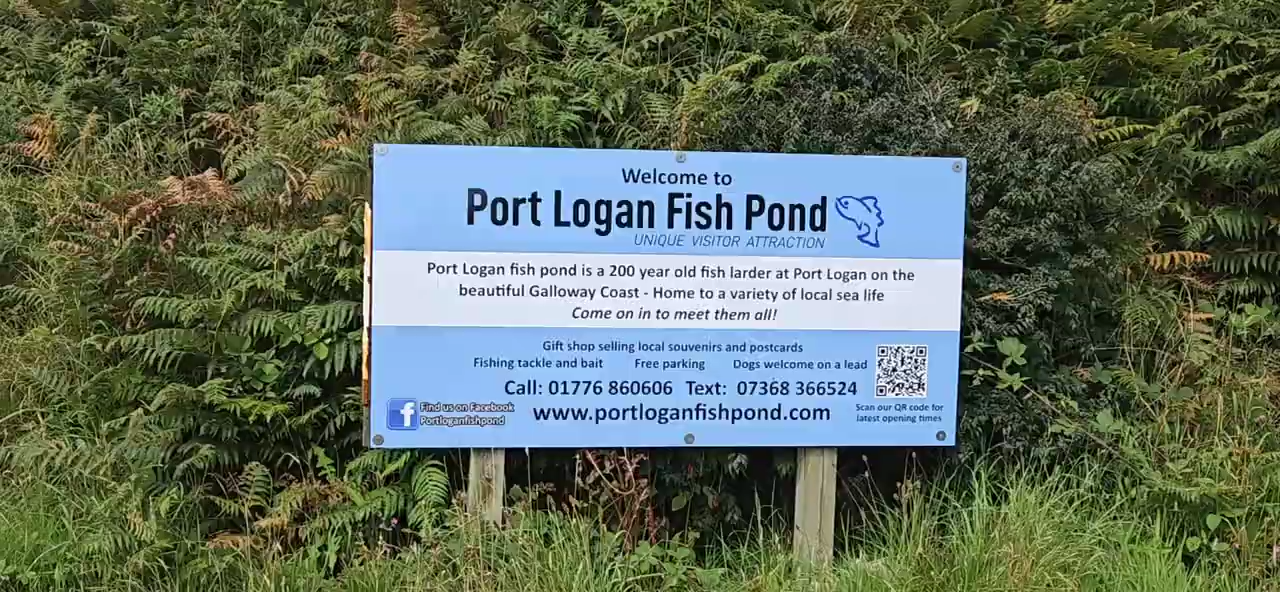 Welcome to
Port Logan Fish Pond
UNIQUE VISITOR ATTRACTION
Port Logan fish pond is a 200 year old fish larder at Port Logan on the
beautiful Galloway Coast - Home to a variety of local sea life
Come on in to meet them all!
Gift shop selling local souvenirs and postcards
Fishing tackle and bait Free parking Dogs welcome on a lead
Call: 01776 860606 Text: 07368 366524
www.portloganfishpond.com
f Find us on Facebook
Portloganfishpond
Scan our QR code for
latest opening times